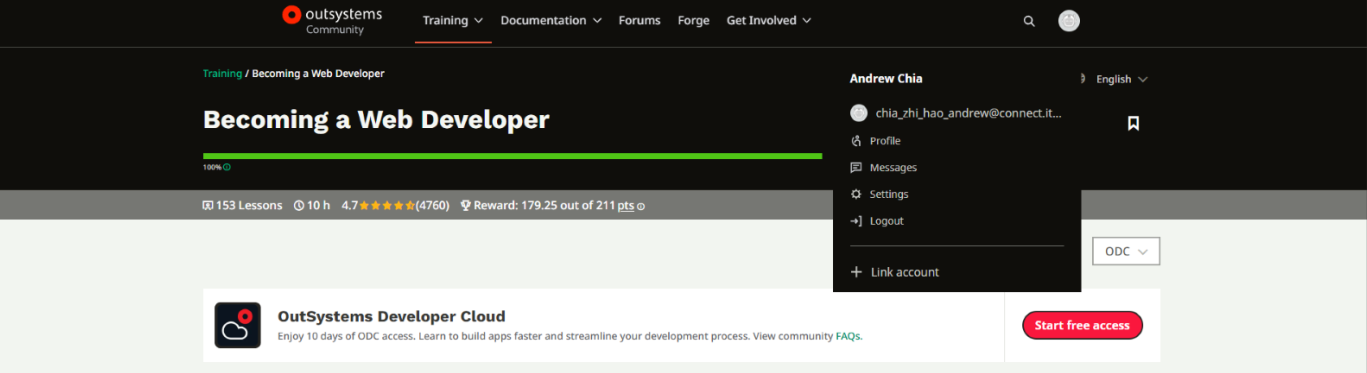 outsystems
Community
Training Documentation Forums Forge Get Involved
Training / Becoming a Web Developer
Andrew Chia
English
chia_zhi_hao_andrew@connect.it...
Becoming a Web Developer
Profile
100%
Messages
Settings
153 Lessons 10 h 4.7 (4760) Reward: 179.25 out of 211 pts
Logout
ODC
Link account
OutSystems Developer Cloud
Enjoy 10 days of ODC access. Learn to build apps faster and streamline your development process. View community FAQs.
Start free access